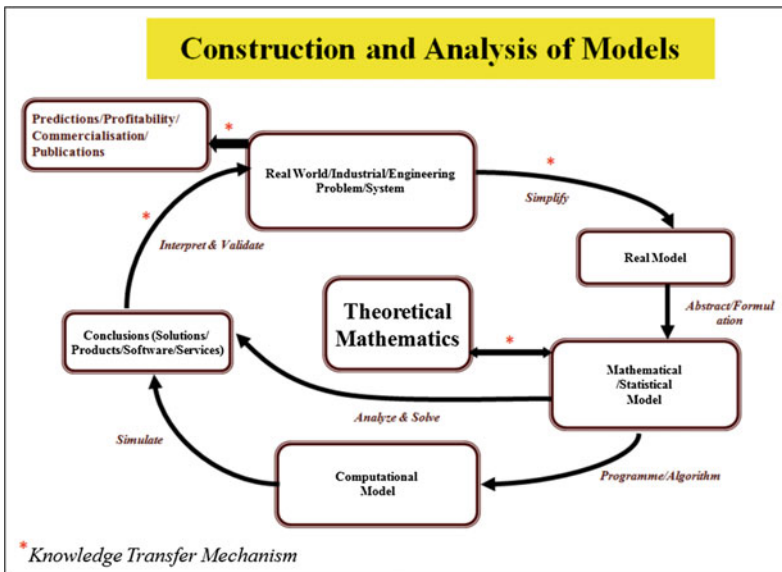 Construction and Analysis of Models
Predictions/Profitability/
Commercialisation/
Publications
*
Real World/Industrial/Engineering
Problem/System
*
Simplify
*
Interpret & Validate
Real Model
Abstract/Formul
ation
Theoretical
Mathematics
*
Conclusions (Solutions/
Products/Software/Services)
Mathematical
/Statistical
Model
Analyze & Solve
Simulate
Computational
Model
Programme/Algorithm
*Knowledge Transfer Mechanism